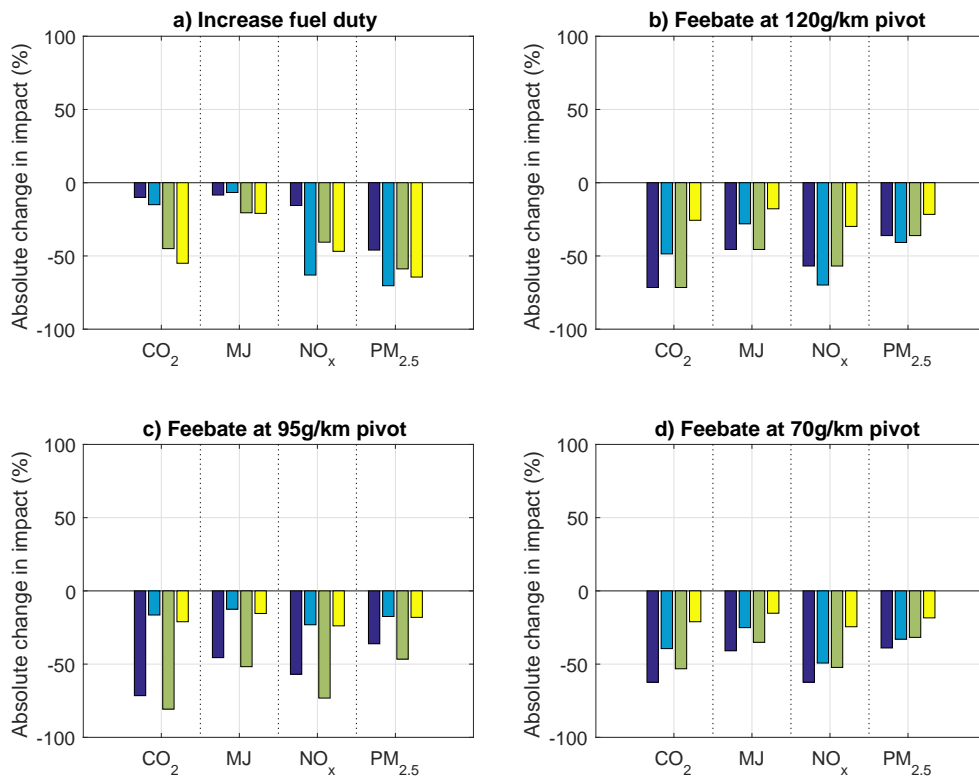 a) Increase fuel duty
Absolute change in impact (%)
100
50
0
-50
-100
CO2 MJ NOx PM2.5
b) Feebate at 120g/km pivot
Absolute change in impact (%)
100
50
0
-50
-100
CO2 MJ NOx PM2.5
c) Feebate at 95g/km pivot
Absolute change in impact (%)
100
50
0
-50
-100
CO2 MJ NOx PM2.5
d) Feebate at 70g/km pivot
Absolute change in impact (%)
100
50
0
-50
-100
CO2 MJ NOx PM2.5